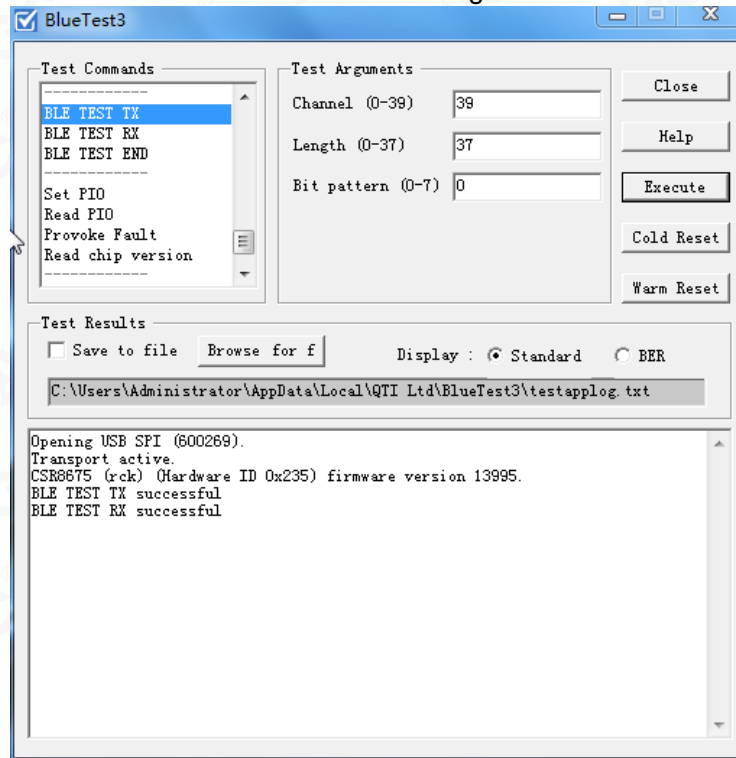 BlueTest3
Test Commands
------------
BLE TEST TX
BLE TEST RX
BLE TEST END
------------
Set PIO
Read PIO
Provoke Fault
Read chip version
------------
Test Arguments
Channel (0-39) 39
Length (0-37) 37
Bit pattern (0-7) 0
Close
Help
Execute
Cold Reset
Warm Reset
Test Results
Save to file Browse for f Display : Standard BER
C:\Users\Administrator\AppData\Local\QTI Ltd\BlueTest3\testapplog.txt
Opening USB SPI (600269).
Transport active.
CSR8675 (rck) (Hardware ID 0x235) firmware version 13995.
BLE TEST TX successful
BLE TEST RX successful